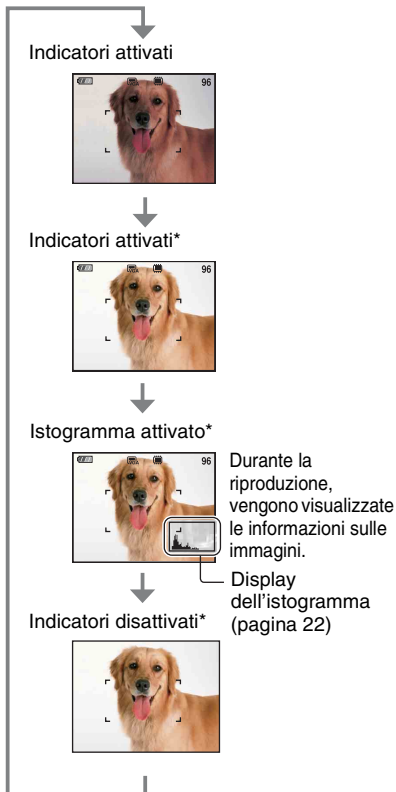 Indicatori attivati
96
Indicatori attivati*
96
Istogramma attivato*
96
Durante la
riproduzione,
vengono visualizzate
le informazioni sulle
immagini.
Display
dell'istogramma
(pagina 22)
Indicatori disattivati*